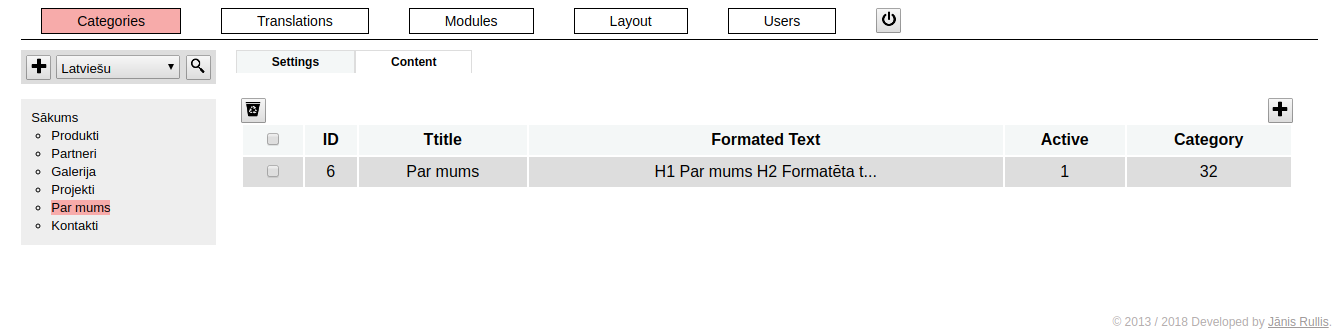 Categories Translations Modules Layout Users
Latviešu
Settings Content
Sākums
Produkti
Partneri
Galerija
Projekti
Par mums
Kontakti
ID Ttitle Formated Text Active Category
6 Par mums H1 Par mums H2 Formatēta t... 1 32
© 2013 / 2018 Developed by Jānis Rullis.